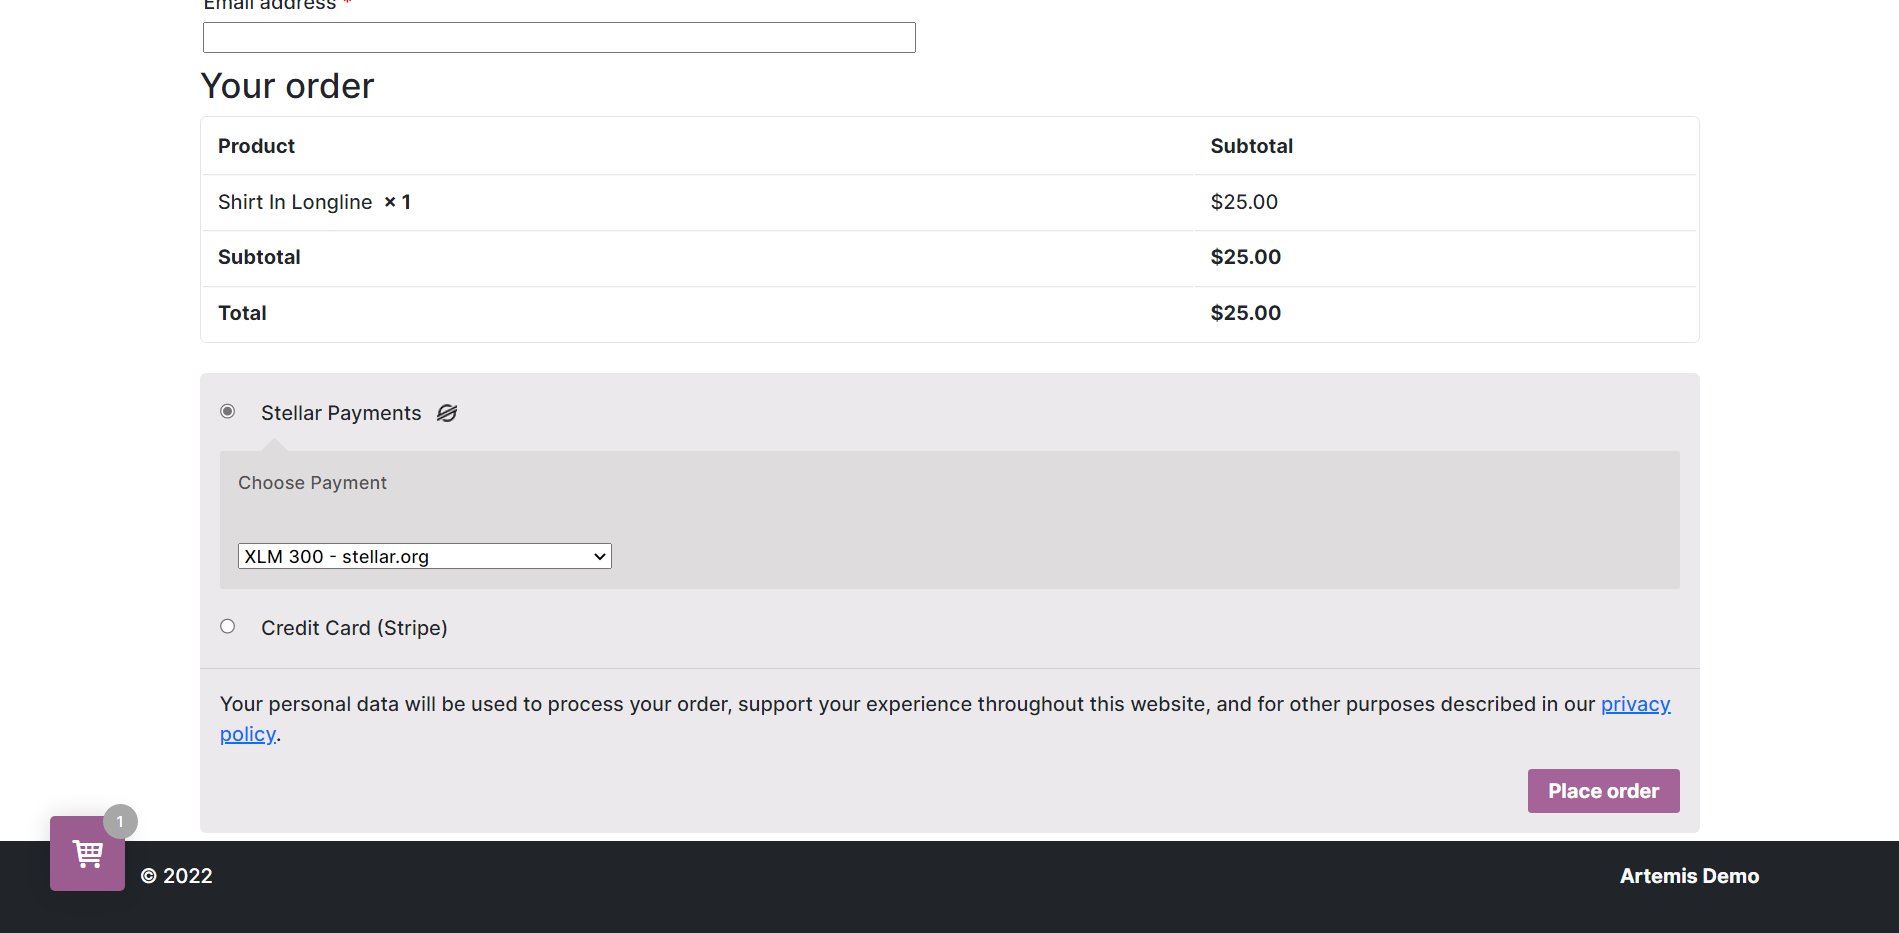 Email address *
Your order
Product Subtotal
Shirt In Longline × 1 $25.00
Subtotal $25.00
Total $25.00
Stellar Payments
Choose Payment
XLM 300 - stellar.org
Credit Card (Stripe)
Your personal data will be used to process your order, support your experience throughout this website, and for other purposes described in our privacy
policy.
Place order
1
© 2022 Artemis Demo